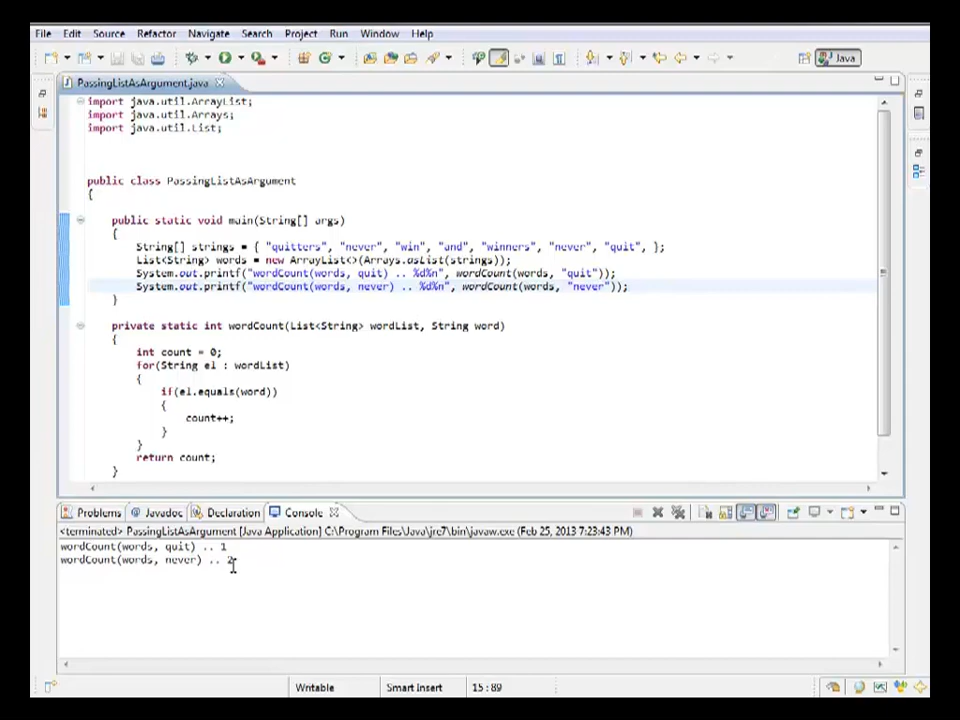 File Edit Source Refactor Navigate Search Project Run Window Help
Java
PassingListAsArgument.java
import java.util.ArrayList;
import java.util.Arrays;
import java.util.List;
public class PassingListAsArgument
{
public static void main(String[] args)
{
String[] strings = { "quitters", "never", "win", "and", "winners", "never", "quit", };
List<String> words = new ArrayList<>(Arrays.asList(strings));
System.out.printf("wordCount(words, quit) .. %d%n", wordCount(words, "quit"));
System.out.printf("wordCount(words, never) .. %d%n", wordCount(words, "never"));
}
private static int wordCount(List<String> wordList, String word)
{
int count = 0;
for(String el : wordList)
{
if(el.equals(word))
{
count++;
}
}
return count;
}
Problems @ Javadoc Declaration Console
<terminated> PassingListAsArgument [Java Application] C:\Program Files\Java\jre7\bin\javaw.exe (Feb 25, 2013 7:23:43 PM)
wordCount(words, quit) .. 1
wordCount(words, never) .. 2
Writable Smart Insert 15 : 89